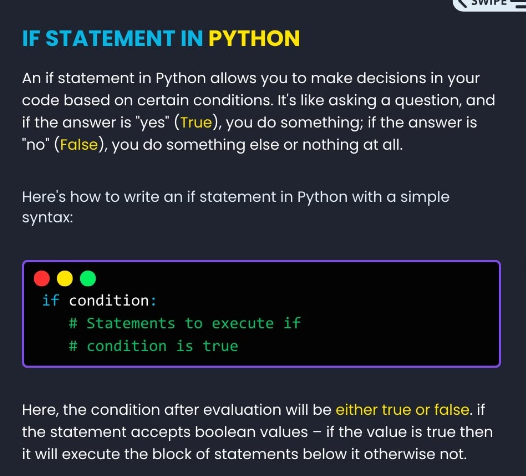 SWIPE
IF STATEMENT IN PYTHON
An if statement in Python allows you to make decisions in your
code based on certain conditions. It's like asking a question, and
if the answer is "yes" (True), you do something; if the answer is
"no" (False), you do something else or nothing at all.
Here's how to write an if statement in Python with a simple
syntax:
if condition:
# Statements to execute if
# condition is true
Here, the condition after evaluation will be either true or false. if
the statement accepts boolean values – if the value is true then
it will execute the block of statements below it otherwise not.